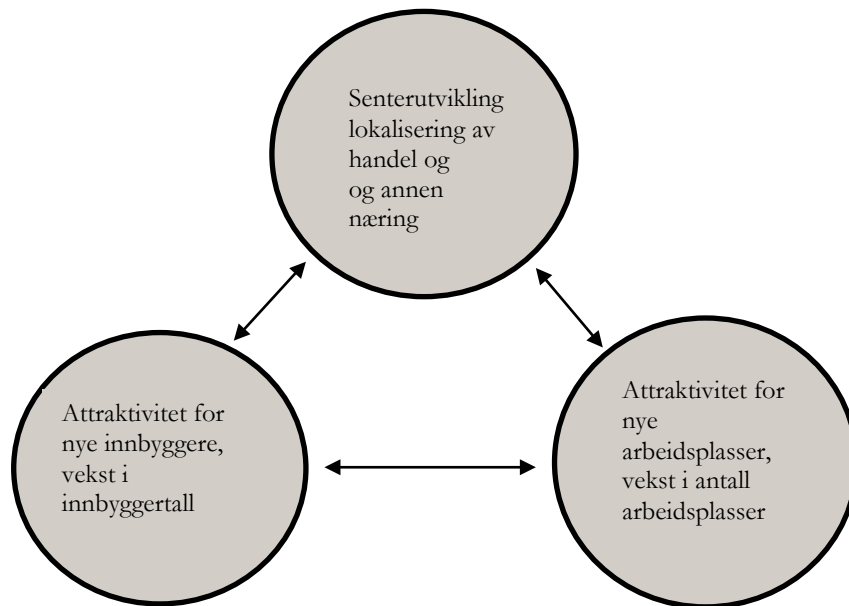 Senterutvikling
lokalisering av
handel og
og annen
næring
Attraktivitet for
nye innbyggere,
vekst i
innbyggertall
Attraktivitet for
nye
arbeidsplasser,
vekst i antall
arbeidsplasser